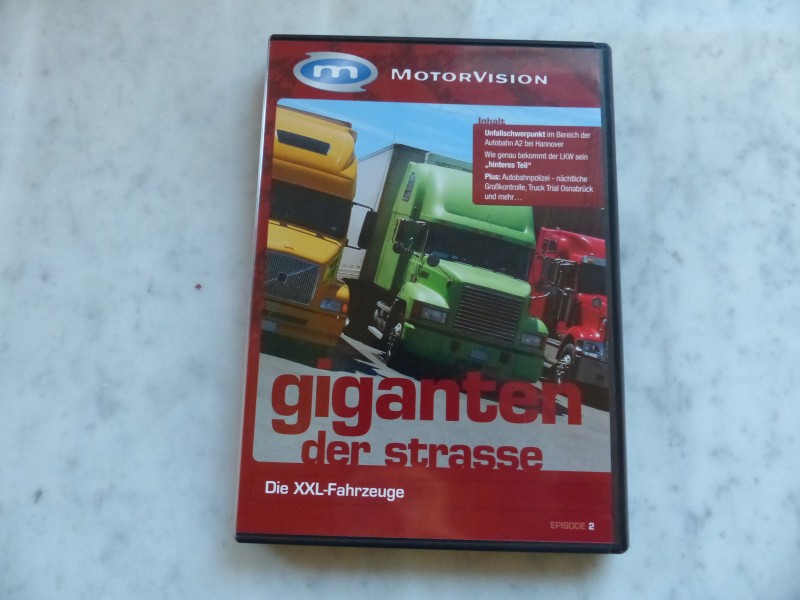 m MOTORVISION
Inhalt
Unfallschwerpunkt im Bereich der
Autobahn A2 bei Hannover
Wie genau bekommt der LKW sein
„hinteres Teil“
Plus: Autobahnpolizei - nächtliche
Großkontrolle, Truck Trial Osnabrück
und mehr...
giganten
der strasse
Die XXL-Fahrzeuge
EPISODE 2